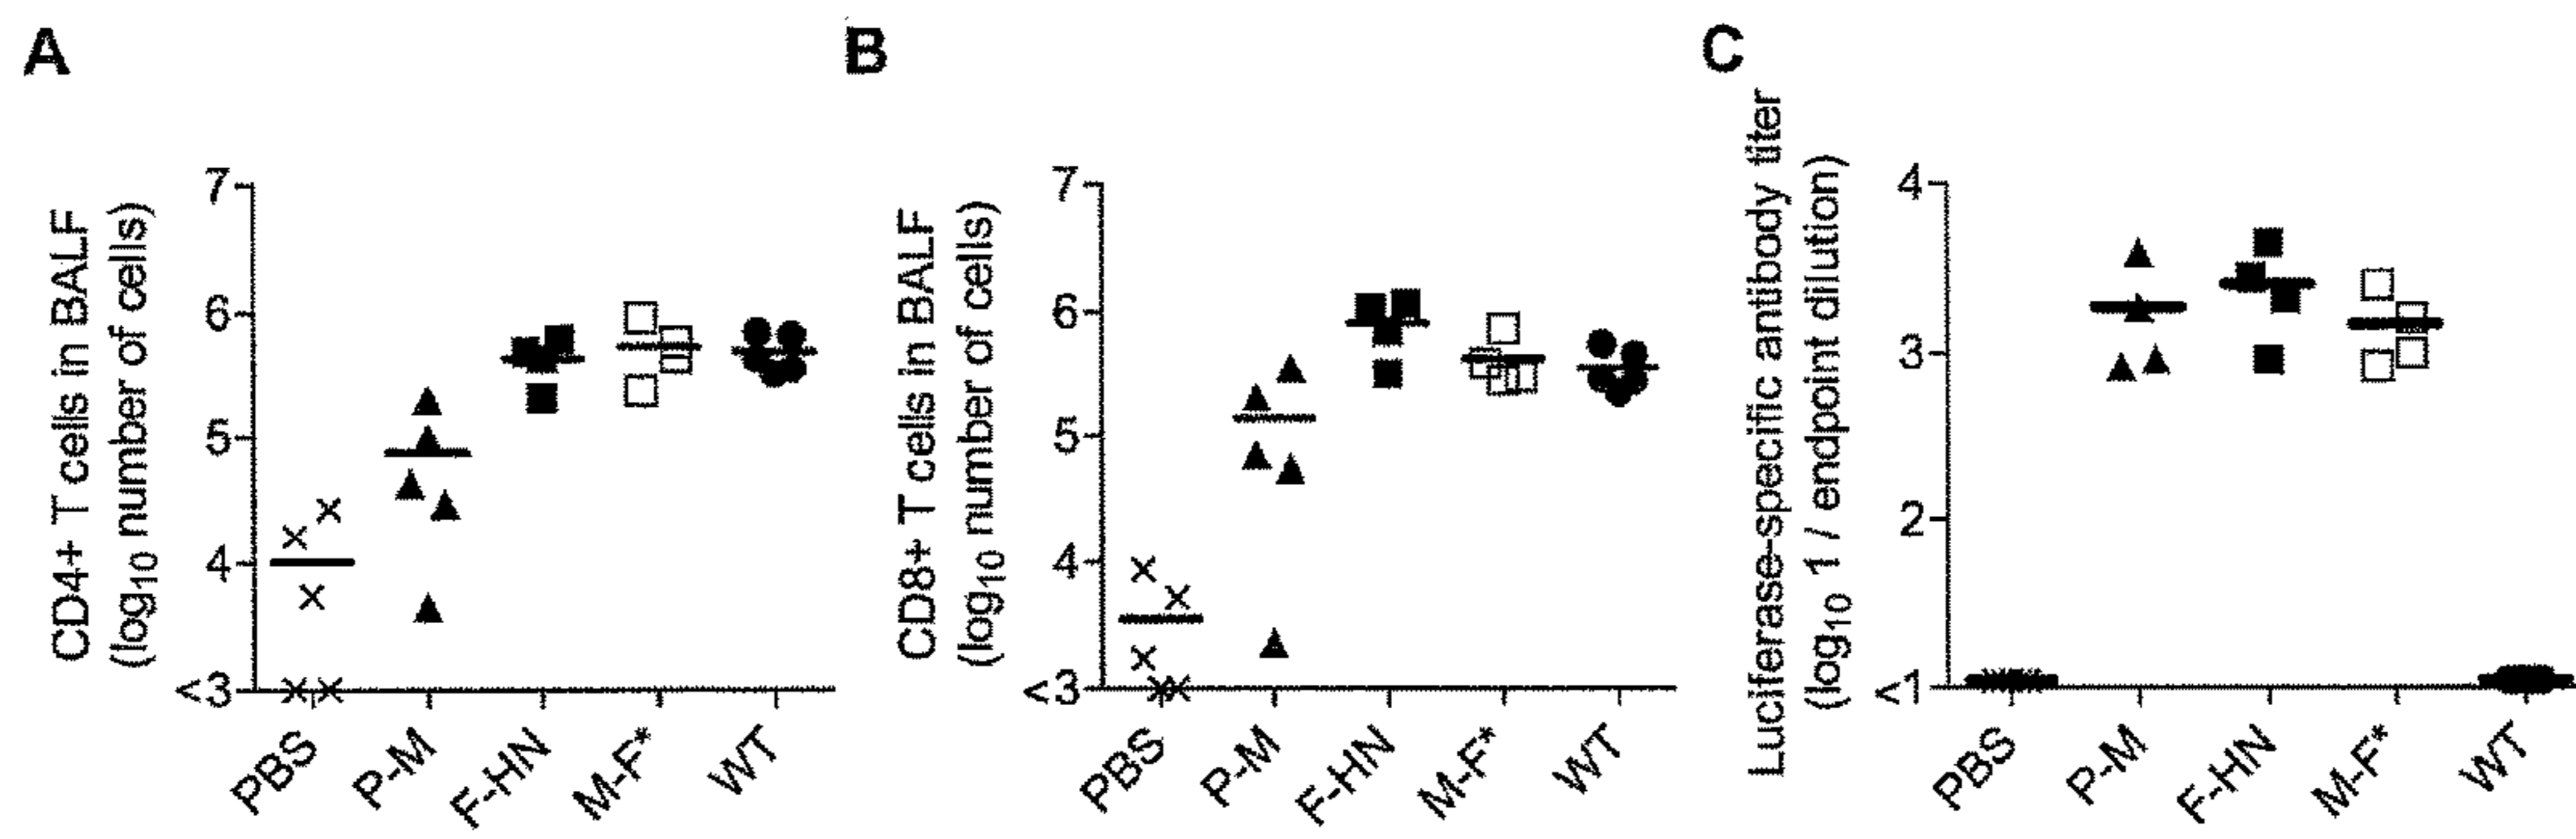 A
CD4+ T cells in BALF
(log10 number of cells)
7
6
5
4
<3
PBS
P-M
F-HN
M-F*
WT
B
CD8+ T cells in BALF
(log10 number of cells)
7
6
5
4
<3
PBS
P-M
F-HN
M-F*
WT
C
Luciferase-specific antibody titer
(log10 1 / endpoint dilution)
4
3
2
<1
PBS
P-M
F-HN
M-F*
WT